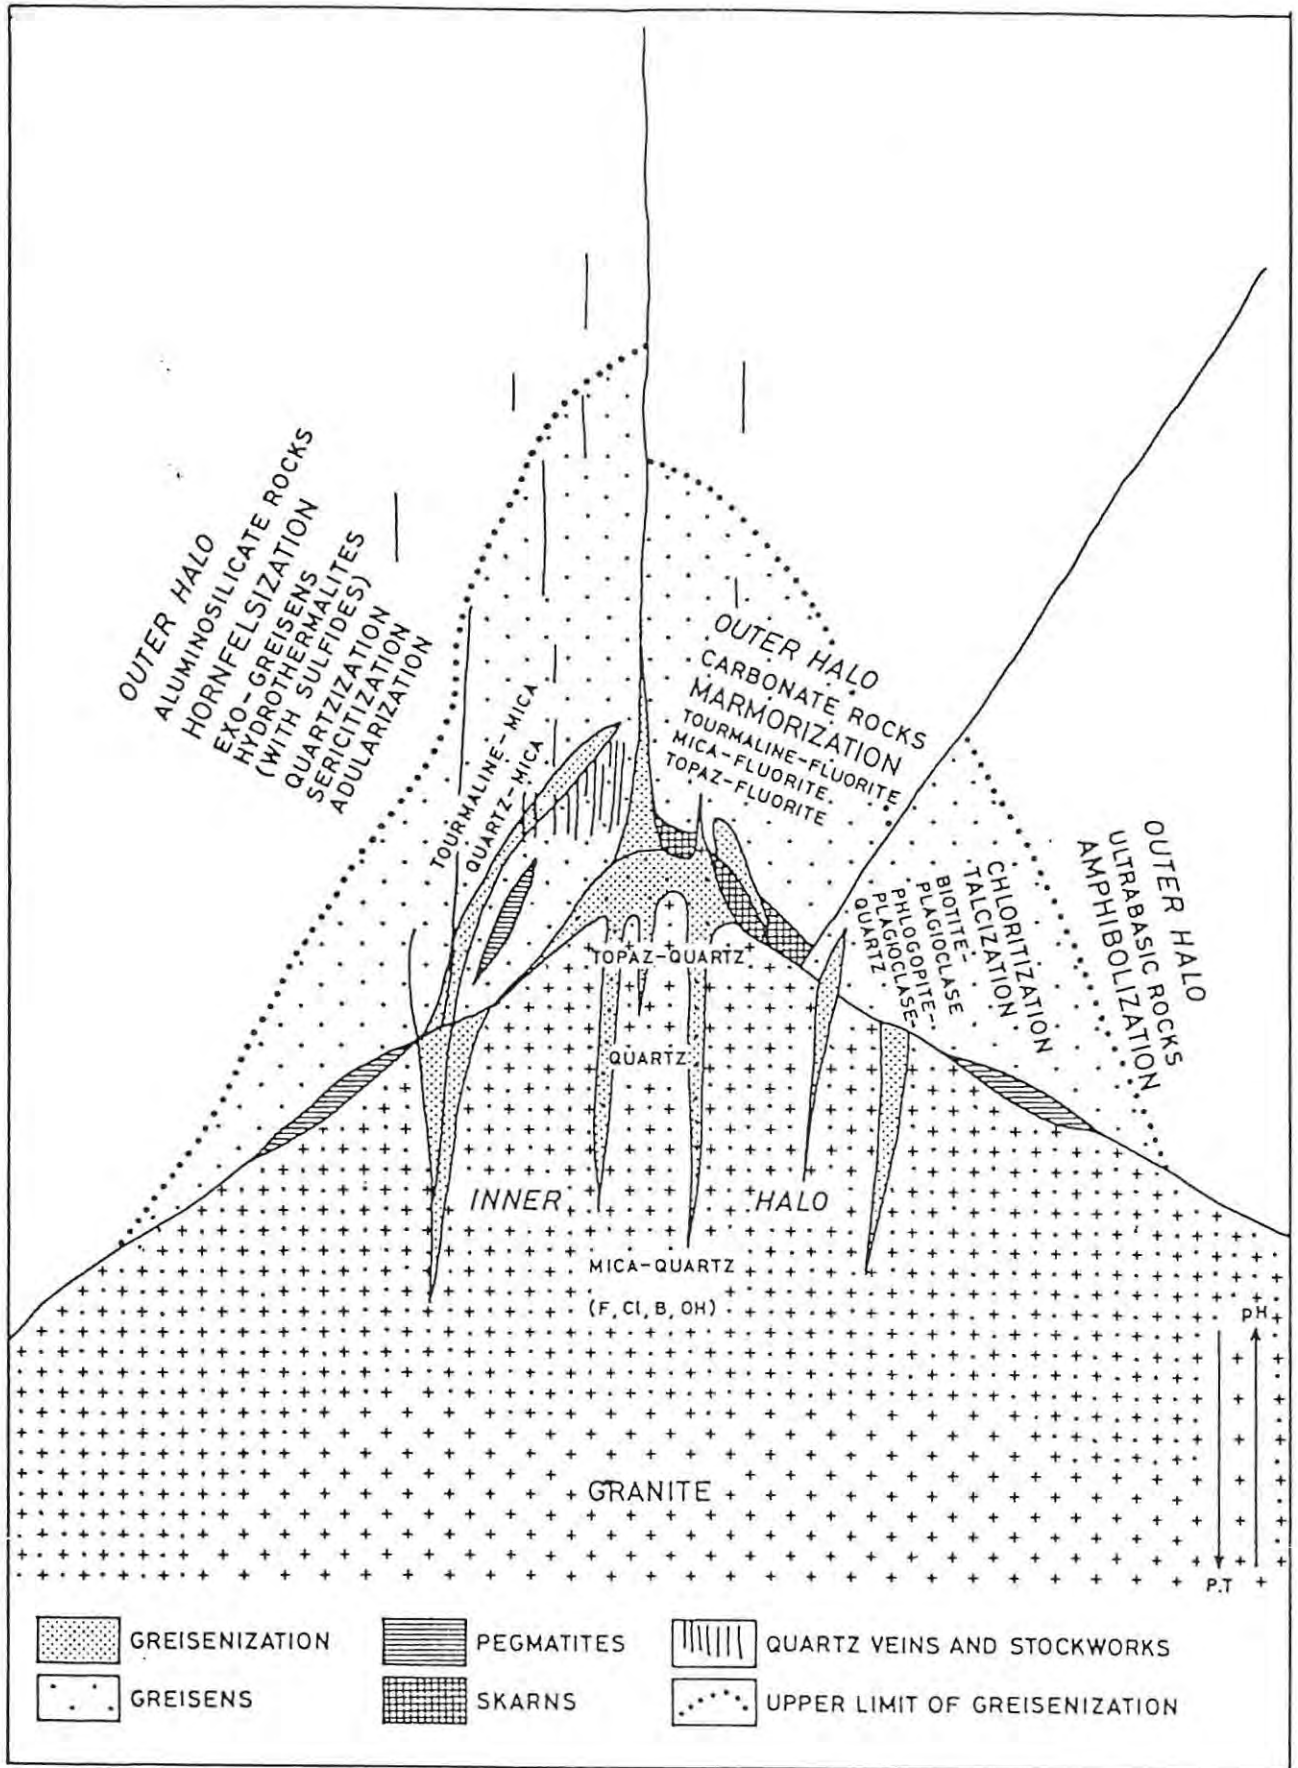 OUTER HALO
ALUMINOSILICATE ROCKS
HORNFELSIZATION
EXO-GREISENS
HYDROTHERMALITES
(WITH SULFIDES)
QUARTZIZATION
SERICITIZATION
ADULARIZATION
TOURMALINE-MICA
QUARTZ-MICA
OUTER HALO
CARBONATE ROCKS
MARMORIZATION
TOURMALINE-FLUORITE
MICA-FLUORITE
TOPAZ-FLUORITE
OUTER HALO
ULTRABASIC ROCKS
AMPHIBOLIZATION
CHLORITIZATION
TALCIZATION
BIOTITE-
PLAGIOCLASE
PHLOGOPITE-
PLAGIOCLASE-
QUARTZ
TOPAZ-QUARTZ
QUARTZ
INNER HALO
MICA-QUARTZ
(F, Cl, B, OH)
pH
GRANITE
P.T
GREISENIZATION
PEGMATITES
QUARTZ VEINS AND STOCKWORKS
GREISENS
SKARNS
UPPER LIMIT OF GREISENIZATION